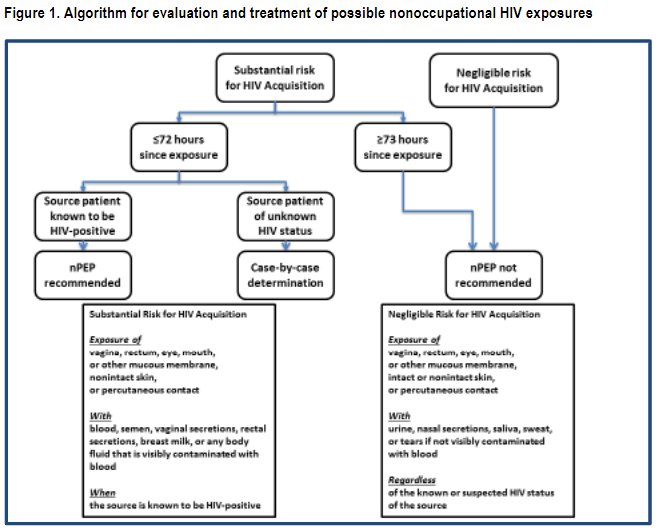 Figure 1. Algorithm for evaluation and treatment of possible nonoccupational HIV exposures
Substantial risk
for HIV Acquisition
Negligible risk
for HIV Acquisition
≤72 hours
since exposure
≥73 hours
since exposure
Source patient
known to be
HIV-positive
Source patient
of unknown
HIV status
nPEP
recommended
Case-by-case
determination
nPEP not
recommended
Substantial Risk for HIV Acquisition
Exposure of
vagina, rectum, eye, mouth,
or other mucous membrane,
nonintact skin,
or percutaneous contact
With
blood, semen, vaginal secretions, rectal
secretions, breast milk, or any body
fluid that is visibly contaminated with
blood
When
the source is known to be HIV-positive
Negligible Risk for HIV Acquisition
Exposure of
vagina, rectum, eye, mouth,
or other mucous membrane,
intact or nonintact skin,
or percutaneous contact
With
urine, nasal secretions, saliva, sweat,
or tears if not visibly contaminated
with blood
Regardless
of the known or suspected HIV status
of the source